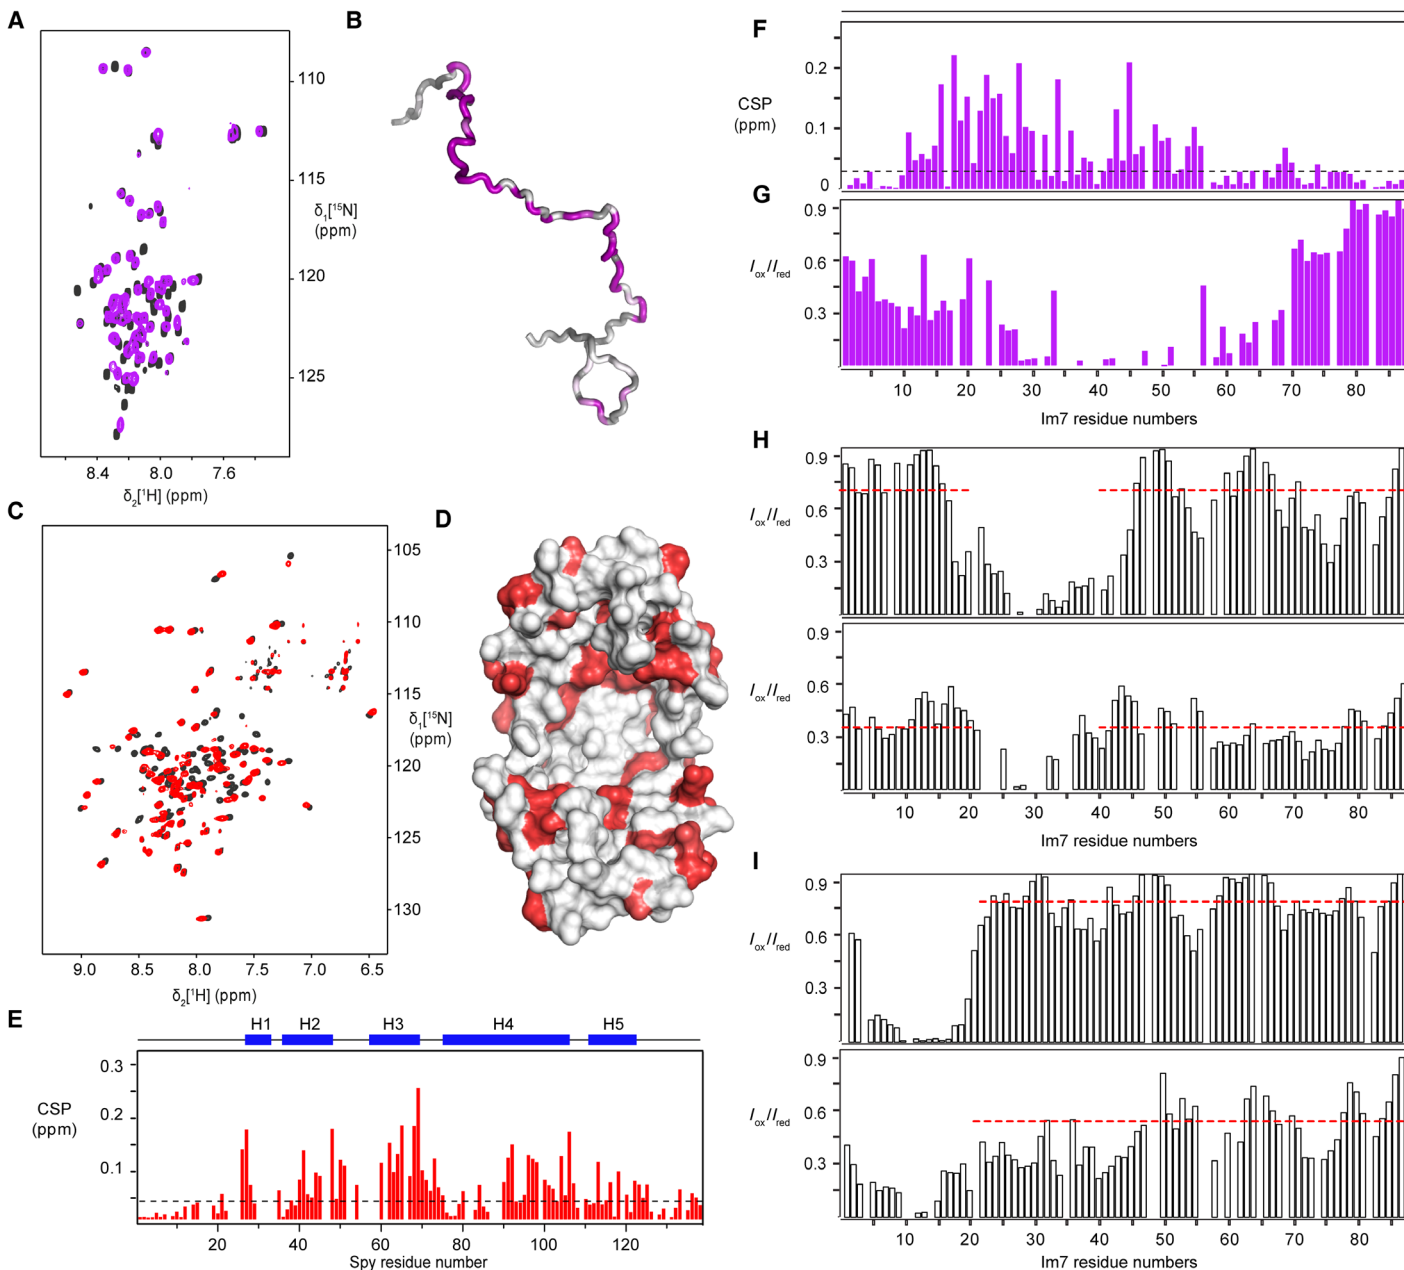 A
110
115
120
125
δ1[15N]
(ppm)
8.4 8.0 7.6
δ2[1H] (ppm)
B
C
105
110
115
120
125
130
δ1[15N]
(ppm)
9.0 8.5 8.0 7.5 7.0 6.5
δ2[1H] (ppm)
D
E
H1 H2 H3 H4 H5
0.3
0.2
0.1
CSP
(ppm)
20 40 60 80 100 120
Spy residue number
F
0.2
0.1
0
CSP
(ppm)
G
0.9
0.6
0.3
Iox/Ired
10 20 30 40 50 60 70 80
Im7 residue numbers
H
0.9
0.6
0.3
Iox/Ired
0.9
0.6
0.3
Iox/Ired
10 20 30 40 50 60 70 80
Im7 residue numbers
I
0.9
0.6
0.3
Iox/Ired
0.9
0.6
0.3
Iox/Ired
10 20 30 40 50 60 70 80
Im7 residue numbers